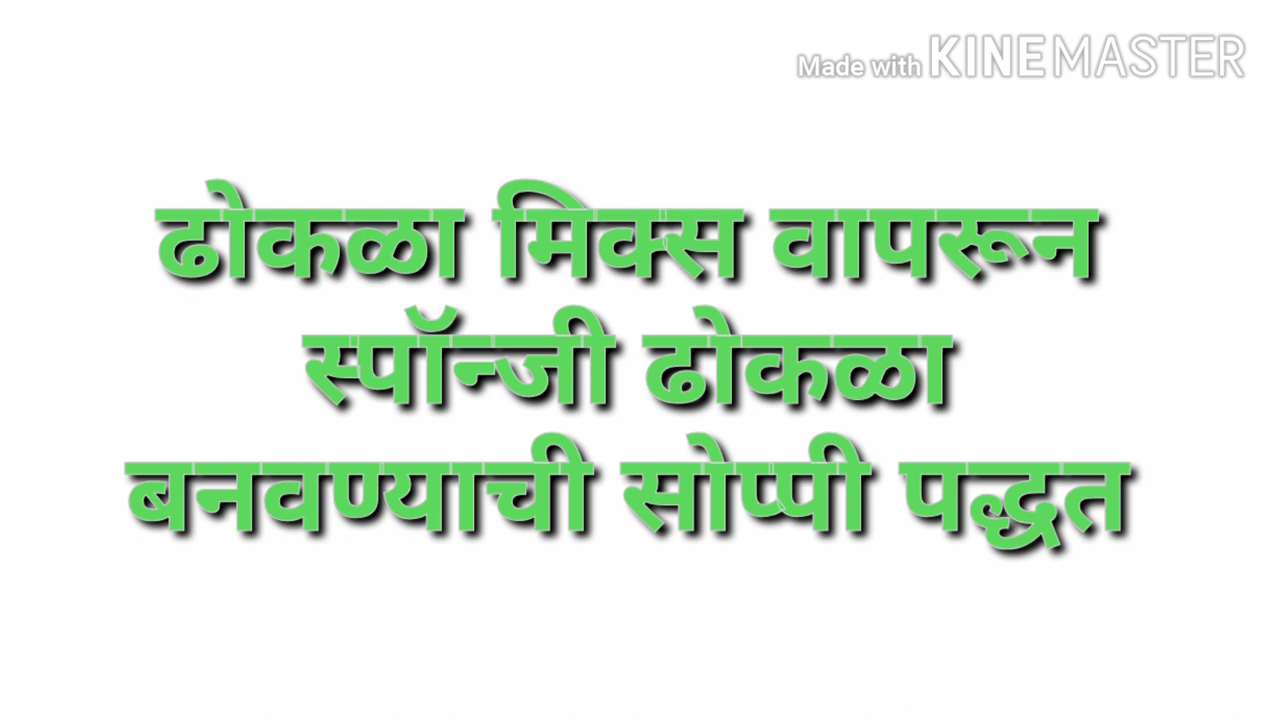 Made with KINEMASTER
ढोकळा मिक्स वापरून
स्पॉन्जी ढोकळा
बनवण्याची सोप्पी पद्धत